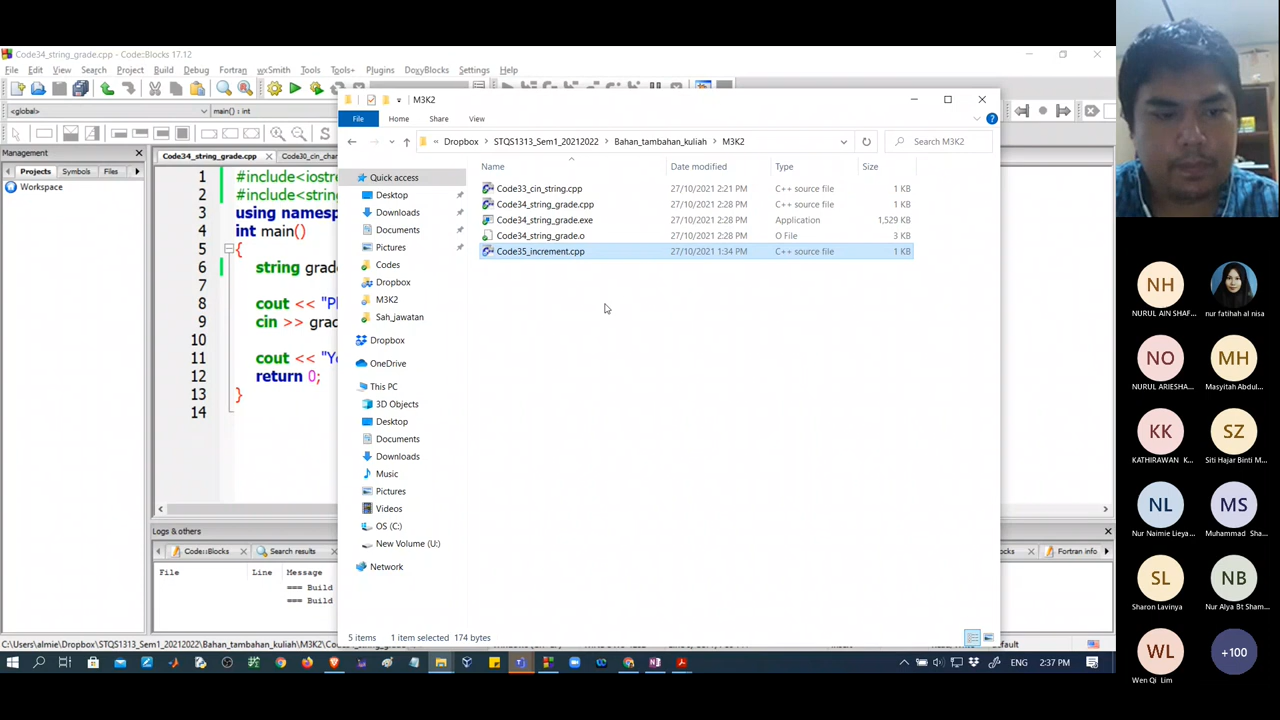 Code34_string_grade.cpp - Code::Blocks 17.12
File Edit View Search Project Build Debug Fortran wxSmith Tools Tools+ Plugins DoxyBlocks Settings Help
<global> main() : int
Management
Projects Symbols Files
Workspace
Code34_string_grade.cpp Code30_cin_char
1 #include<iostre
2 #include<string
3 using namesp
4 int main()
5 {
6 string grad
7
8 cout << "Pl
9 cin >> grad
10
11 cout << "Yo
12 return 0;
13 }
14
Logs & others
Code::Blocks Search results
Fortran info
File Line Message
=== Build
=== Build
C:\Users\almie\Dropbox\STQS1313_Sem1_20212022\Bahan_tambahan_kuliah\M3K2\Cod
M3K2
File Home Share View
Dropbox STQS1313_Sem1_20212022 Bahan_tambahan_kuliah M3K2
Search M3K2
Name Date modified Type Size
Code33_cin_string.cpp 27/10/2021 2:21 PM C++ source file 1 KB
Code34_string_grade.cpp 27/10/2021 2:28 PM C++ source file 1 KB
Code34_string_grade.exe 27/10/2021 2:28 PM Application 1,529 KB
Code34_string_grade.o 27/10/2021 2:28 PM O File 3 KB
Code35_increment.cpp 27/10/2021 1:34 PM C++ source file 1 KB
Quick access
Desktop
Downloads
Documents
Pictures
Codes
Dropbox
M3K2
Sah_jawatan
Dropbox
OneDrive
This PC
3D Objects
Desktop
Documents
Downloads
Music
Pictures
Videos
OS (C:)
New Volume (U:)
Network
5 items 1 item selected 174 bytes
ENG 2:37 PM
NH
NURUL AIN SHAF...
nur fatihah al nisa
NO
NURUL ARIESHA...
MH
Masyitah Abdul...
KK
KATHIRAWAN K...
SZ
Siti Hajar Binti M...
NL
Nur Naimie Lieya...
MS
Muhammad Sha...
SL
Sharon Lavinya
NB
Nur Alya Bt Sham...
WL
Wen Qi Lim
+100